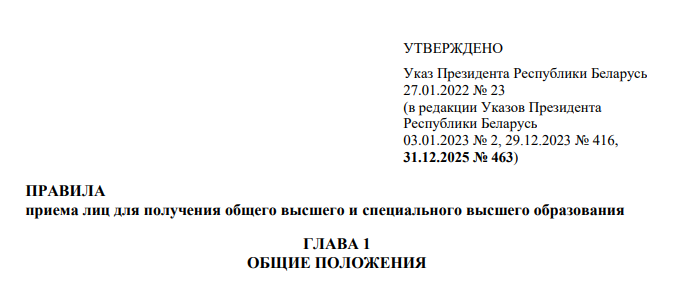 УТВЕРЖДЕНО
Указ Президента Республики Беларусь
27.01.2022 № 23
(в редакции Указов Президента
Республики Беларусь
03.01.2023 № 2, 29.12.2023 № 416,
31.12.2025 № 463)
ПРАВИЛА
приема лиц для получения общего высшего и специального высшего образования
ГЛАВА 1
ОБЩИЕ ПОЛОЖЕНИЯ